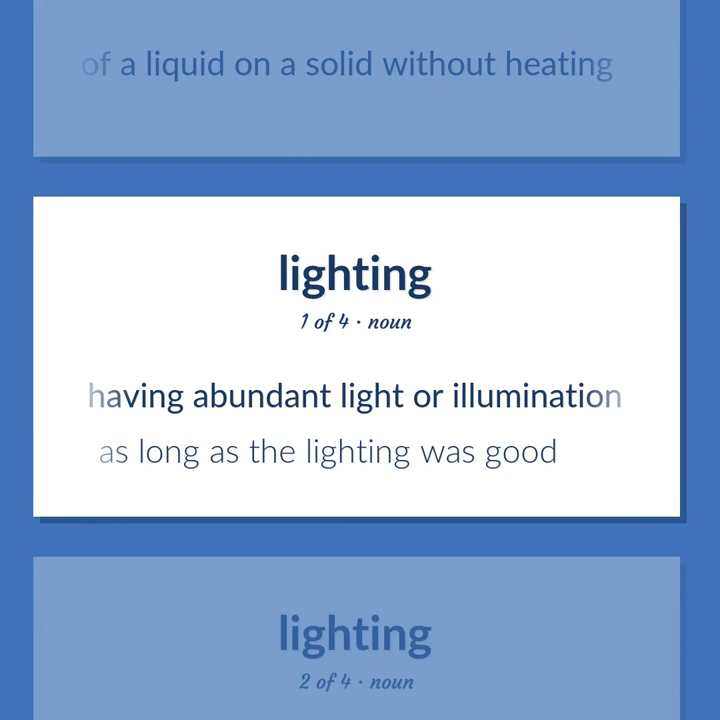 of a liquid on a solid without heating
lighting
1 of 4 · noun
having abundant light or illumination
as long as the lighting was good
lighting
2 of 4 · noun